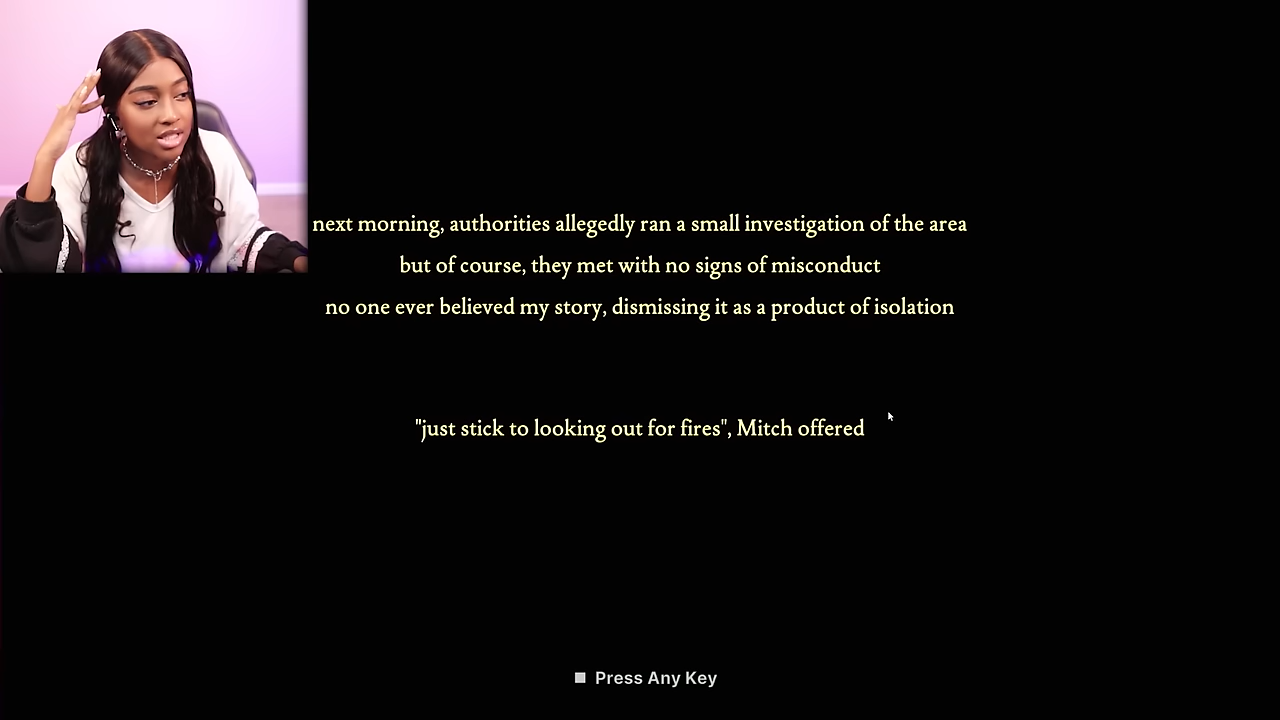 next morning, authorities allegedly ran a small investigation of the area
but of course, they met with no signs of misconduct
no one ever believed my story, dismissing it as a product of isolation
"just stick to looking out for fires", Mitch offered
Press Any Key